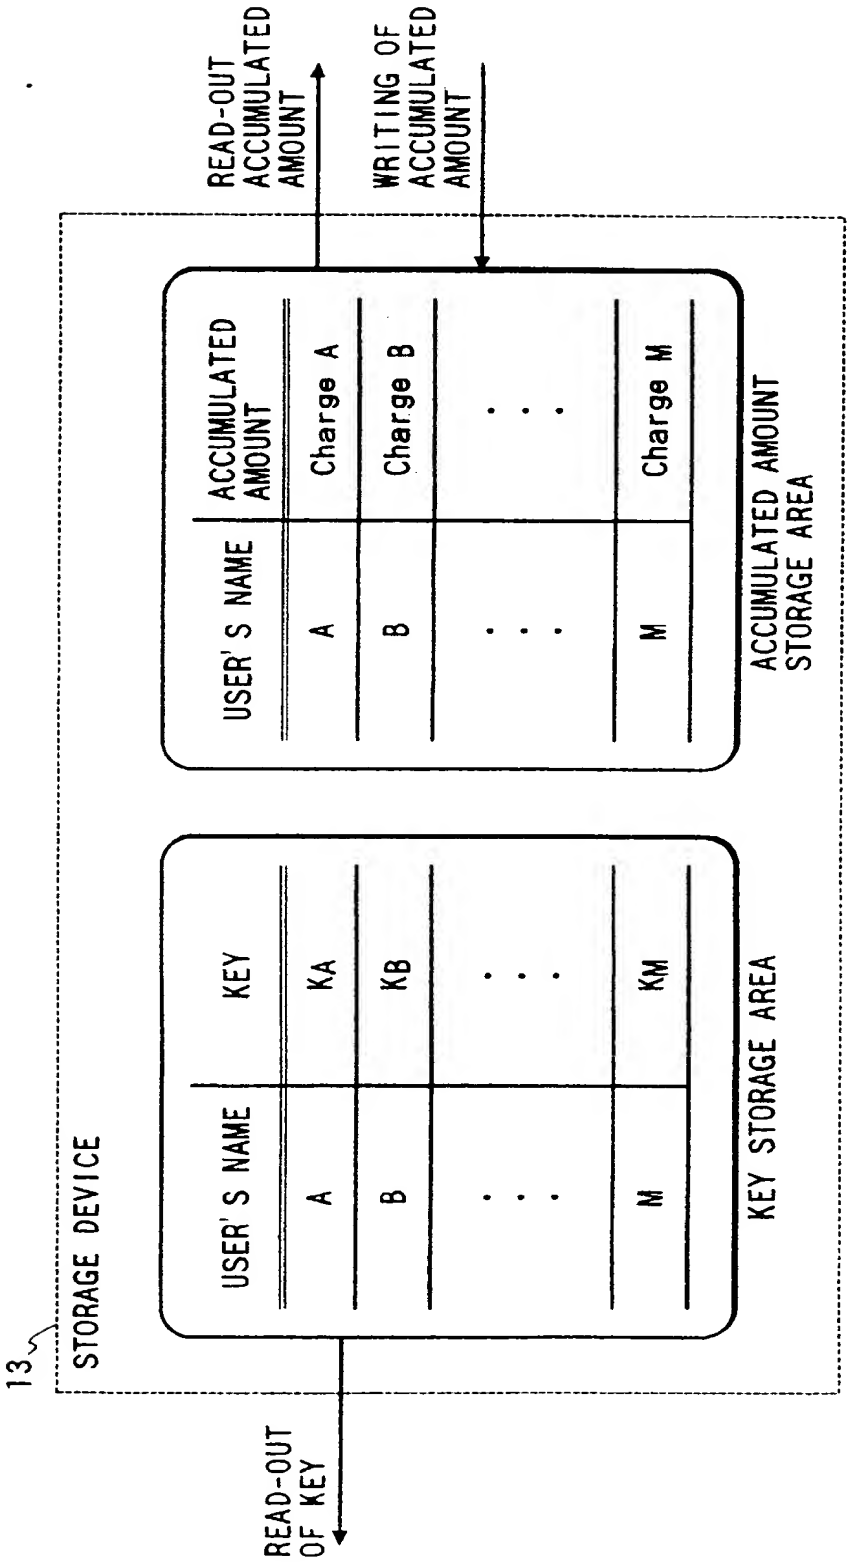 13
STORAGE DEVICE
READ-OUT
OF KEY
USER'S NAME KEY
A KA
B KB
. . . . . .
M KM
KEY STORAGE AREA
USER'S NAME ACCUMULATED
AMOUNT
A Charge A
B Charge B
. . . . . .
M Charge M
ACCUMULATED AMOUNT
STORAGE AREA
READ-OUT
ACCUMULATED
AMOUNT
WRITING OF
ACCUMULATED
AMOUNT